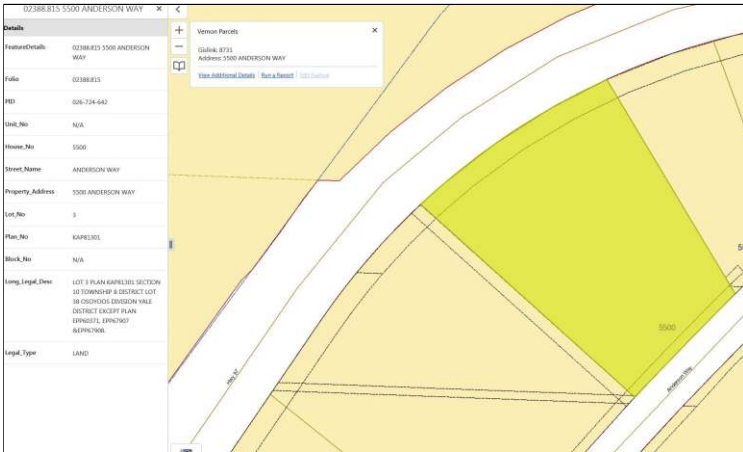 02388.815 5500 ANDERSON WAY ×
Details
FeatureDetails 02388.815 5500 ANDERSON
WAY
Folio 02388.815
PID 026-724-642
Unit_No N/A
House_No 5500
Street_Name ANDERSON WAY
Property_Address 5500 ANDERSON WAY
Lot_No 3
Plan_No KAP81301
Block_No N/A
Long_Legal_Desc LOT 3 PLAN KAP81301 SECTION
10 TOWNSHIP 8 DISTRICT LOT
38 OSOYOOS DIVISION YALE
DISTRICT EXCEPT PLAN
EPP60371, EPP67907
&EPP67908.
Legal_Type LAND
Vernon Parcels ×
Gislink: 8731
Address: 5500 ANDERSON WAY
View Additional Details Run a Report Edit Feature
5500
Hwy 97
Anderson Way